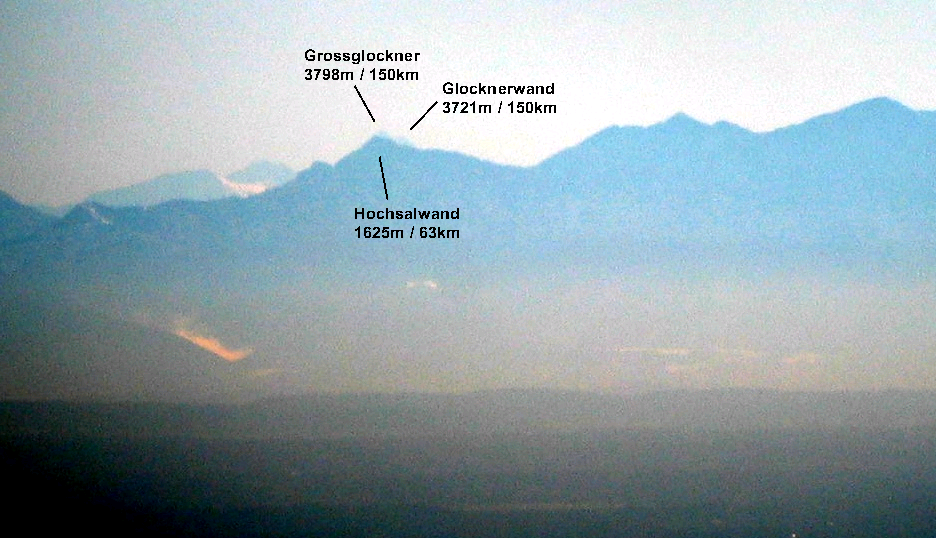 Grossglockner
3798m / 150km
Glocknerwand
3721m / 150km
Hochsalwand
1625m / 63km